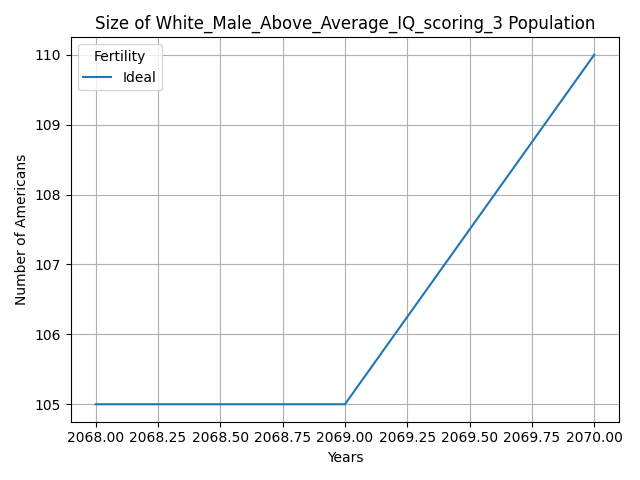 Size of White_Male_Above_Average_IQ_scoring_3 Population
Fertility
Ideal
110
109
108
107
106
105
Number of Americans
2068.00 2068.25 2068.50 2068.75 2069.00 2069.25 2069.50 2069.75 2070.00
Years